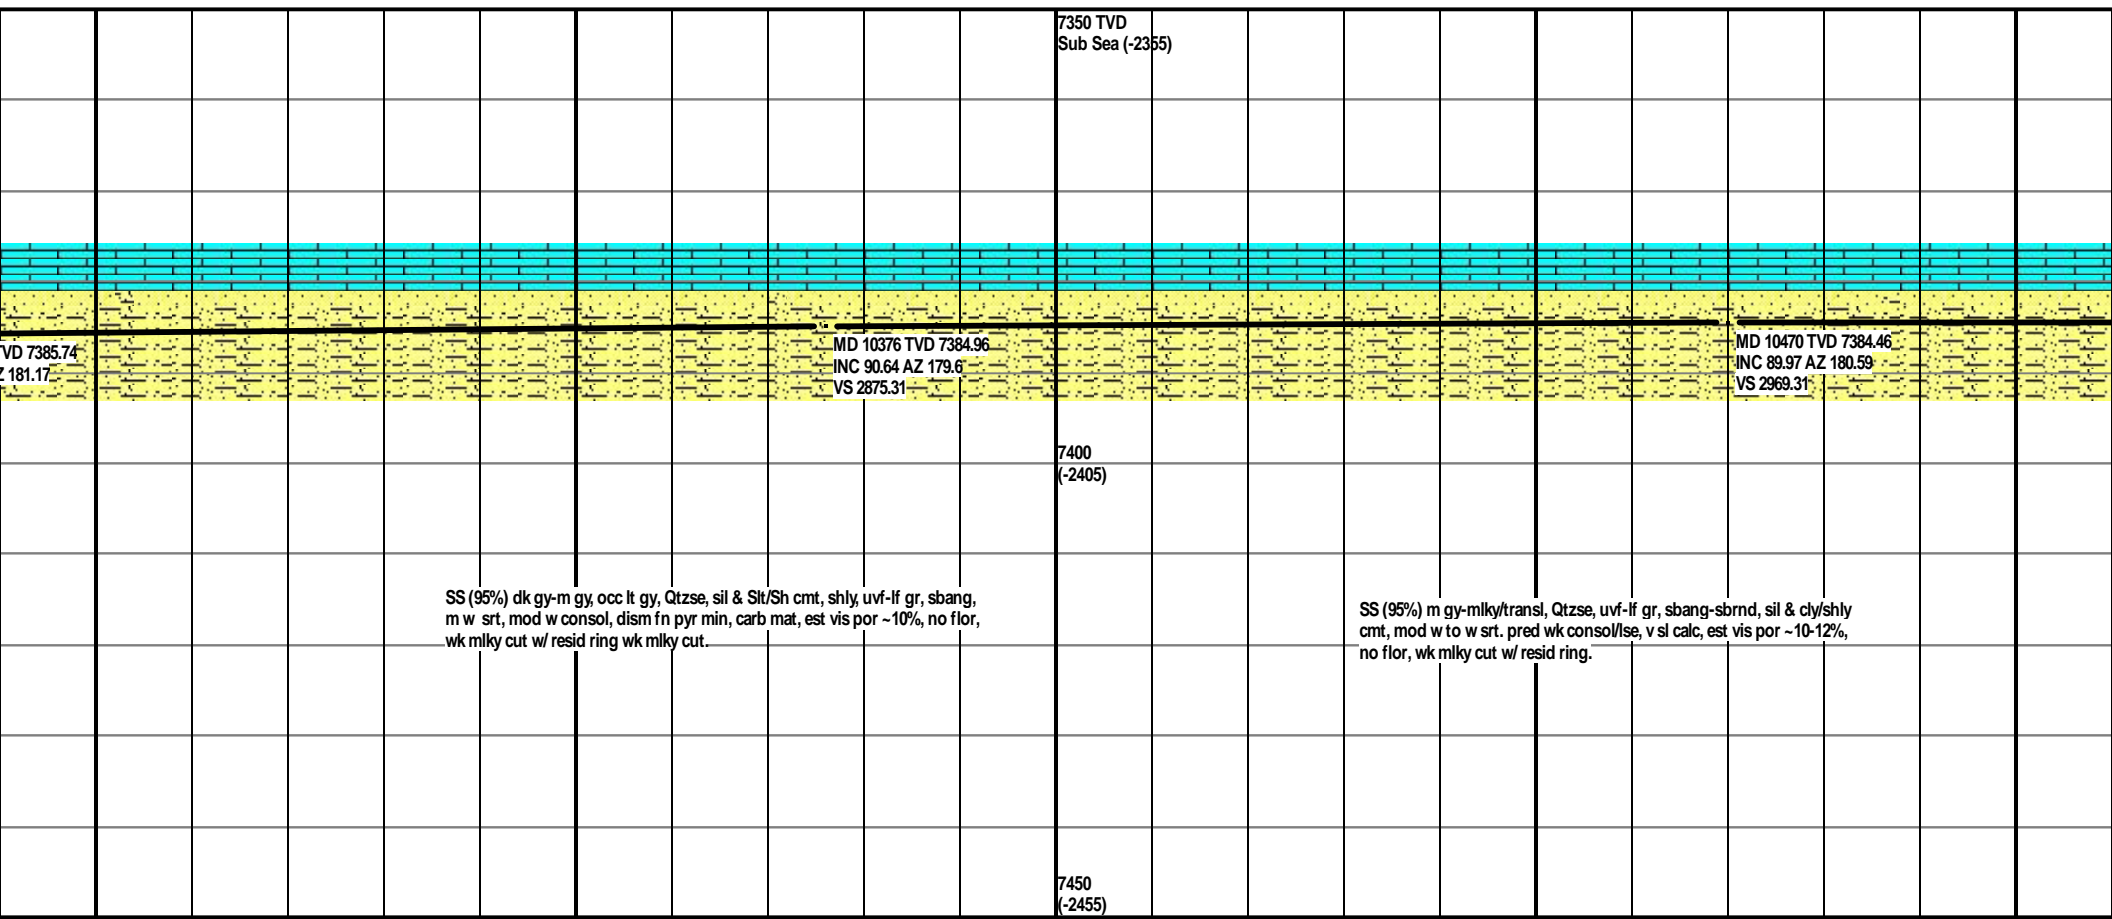 7350 TVD
Sub Sea (-2355)
TVD 7385.74
Z 181.17
MD 10376 TVD 7384.96
INC 90.64 AZ 179.6
VS 2875.31
MD 10470 TVD 7384.46
INC 89.97 AZ 180.59
VS 2969.31
7400
(-2405)
SS (95%) dk gy-m gy, occ lt gy, Qtzse, sil & Slt/Sh cmt, shly, uvf-lf gr, sbang,
m w srt, mod w consol, dism fn pyr min, carb mat, est vis por ~10%, no flor,
wk mlky cut w/ resid ring wk mlky cut.
SS (95%) m gy-mlky/transl, Qtzse, uvf-lf gr, sbang-sbrnd, sil & cly/shly
cmt, mod w to w srt. pred wk consol/lse, v sl calc, est vis por ~10-12%,
no flor, wk mlky cut w/ resid ring.
7450
(-2455)